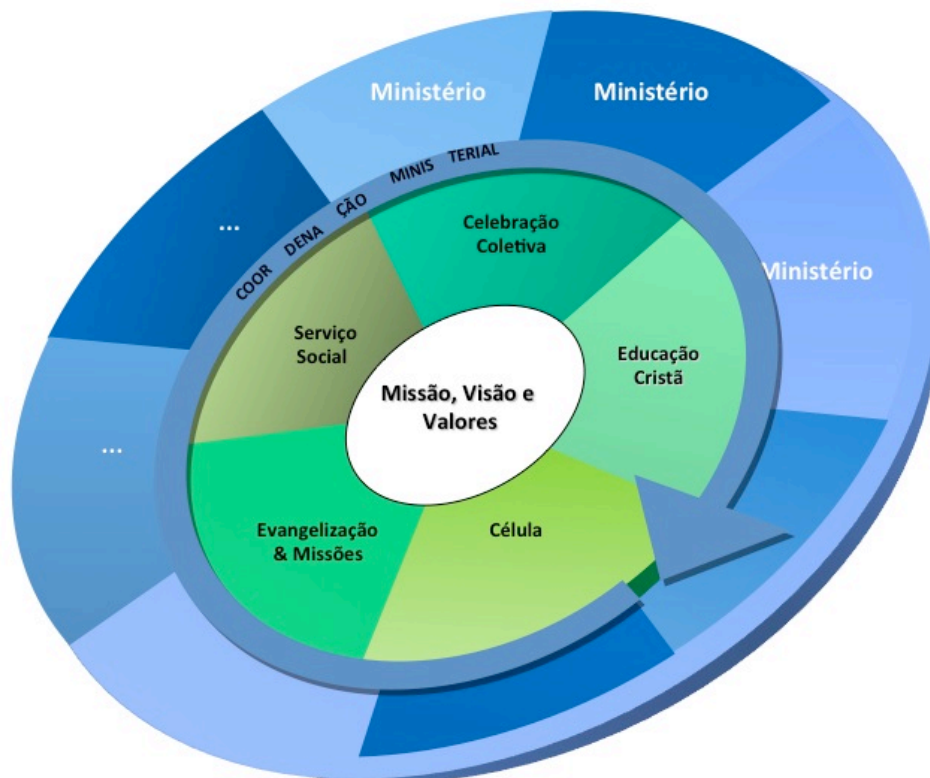 Ministério
Ministério
Ministério
...
...
COOR DENA ÇÃO MINIS TERIAL
Celebração
Coletiva
Serviço
Social
Educação
Cristã
Missão, Visão e
Valores
Evangelização
& Missões
Célula